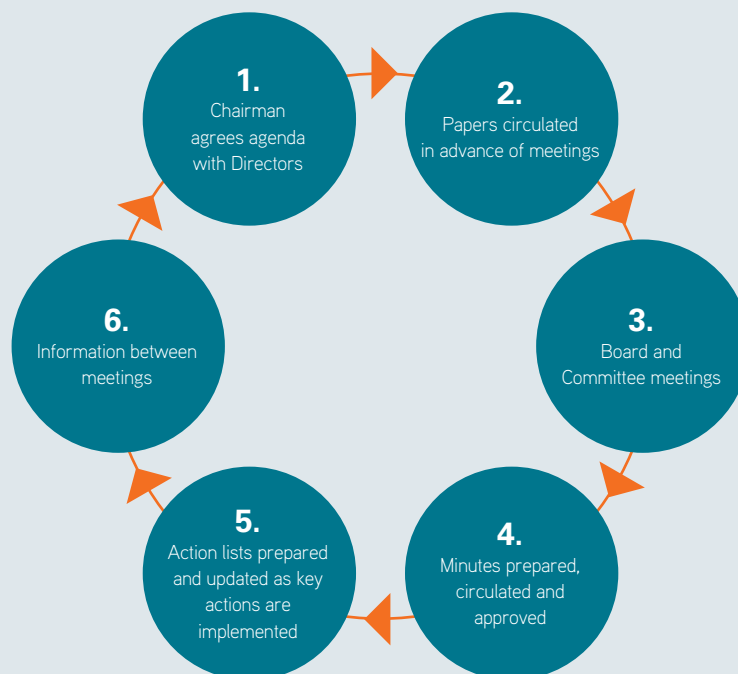 1.
Chairman
agrees agenda
with Directors
2.
Papers circulated
in advance of meetings
3.
Board and
Committee meetings
4.
Minutes prepared,
circulated and
approved
5.
Action lists prepared
and updated as key
actions are
implemented
6.
Information between
meetings